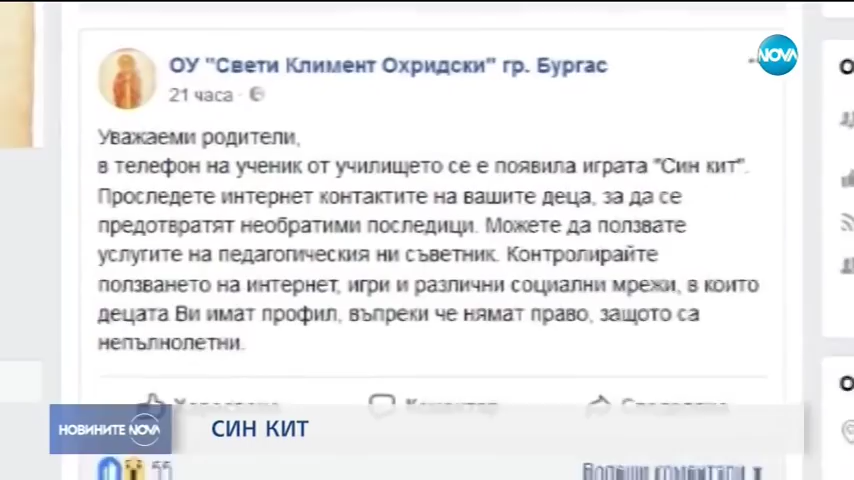 NOVA
ОУ "Свети Климент Охридски" гр. Бургас
21 часа ·
Уважаеми родители,
в телефон на ученик от училището се е появила играта "Син кит".
Проследете интернет контактите на вашите деца, за да се
предотвратят необратими последици. Можете да ползвате
услугите на педагогическия ни съветник. Контролирайте
ползването на интернет, игри и различни социални мрежи, в които
децата Ви имат профил, въпреки че нямат право, защото са
непълнолетни.
НОВИНИТЕ NOVA
СИН КИТ